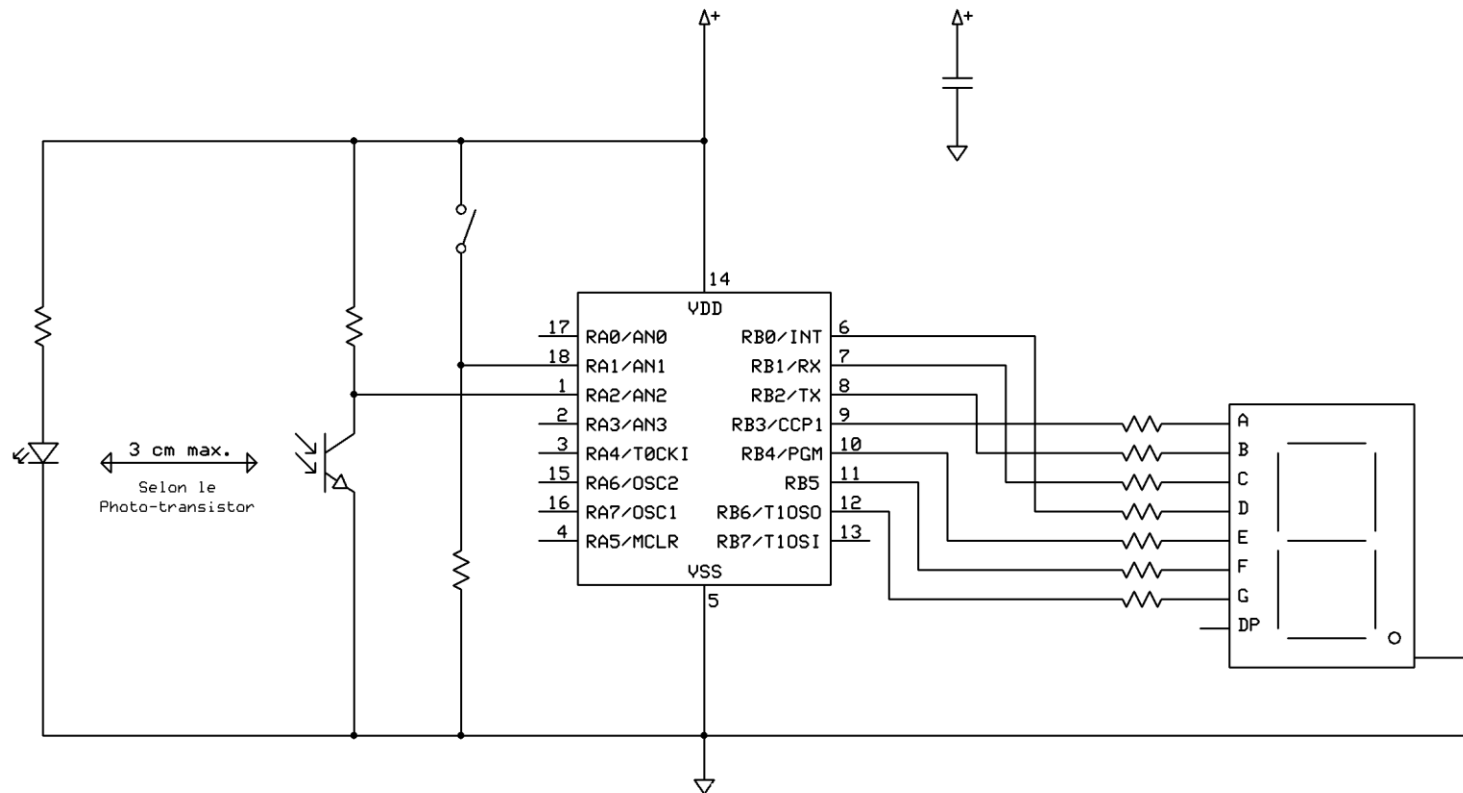 +
+
14
VDD
17 RA0/AN0
18 RA1/AN1
1 RA2/AN2
2 RA3/AN3
3 RA4/T0CKI
15 RA6/OSC2
16 RA7/OSC1
4 RA5/MCLR
RB0/INT 6
RB1/RX 7
RB2/TX 8
RB3/CCP1 9
RB4/PGM 10
RB5 11
RB6/T1OSO 12
RB7/T1OSI 13
VSS
5
3 cm max.
Selon le
Photo-transistor
A
B
C
D
E
F
G
DP